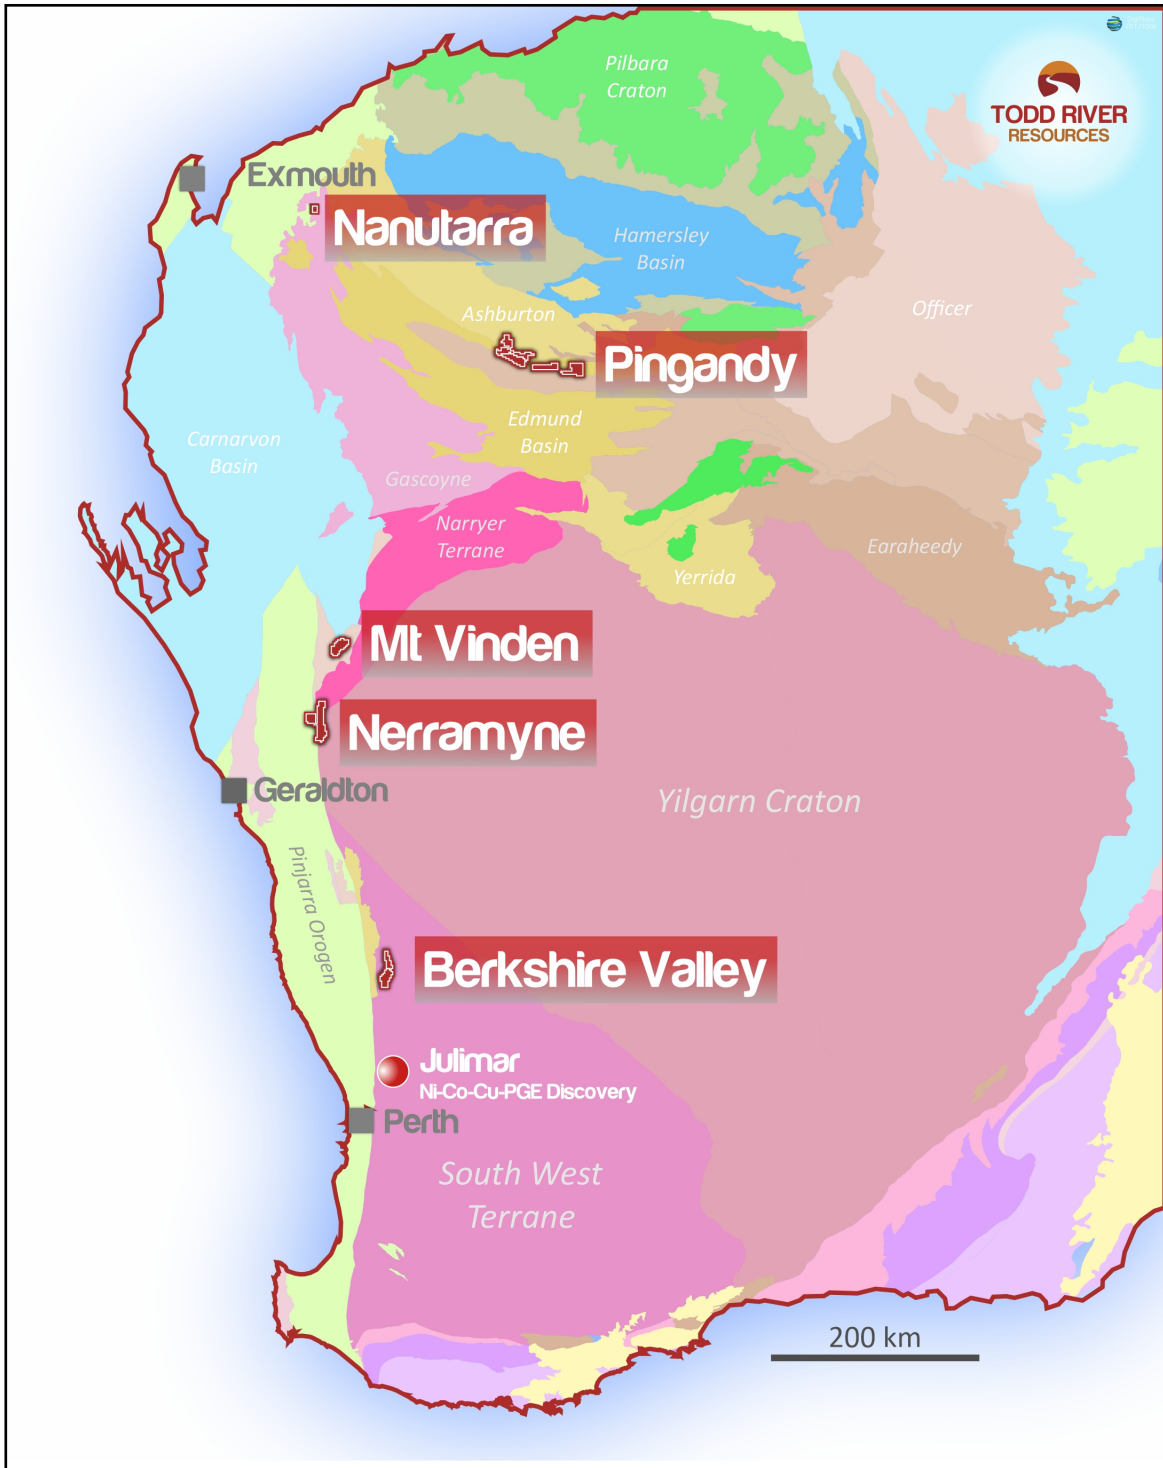 Pilbara
Craton
TODD RIVER
RESOURCES
Exmouth
Nanutarra
Hamersley
Basin
Officer
Ashburton
Pingandy
Edmund
Basin
Carnarvon
Basin
Gascoyne
Narryer
Terrane
Earaheedy
Yerrida
Mt Vinden
Nerramyne
Geraldton
Yilgarn Craton
Pinjarra Orogen
Berkshire Valley
Julimar
Ni-Co-Cu-PGE Discovery
Perth
South West
Terrane
200 km